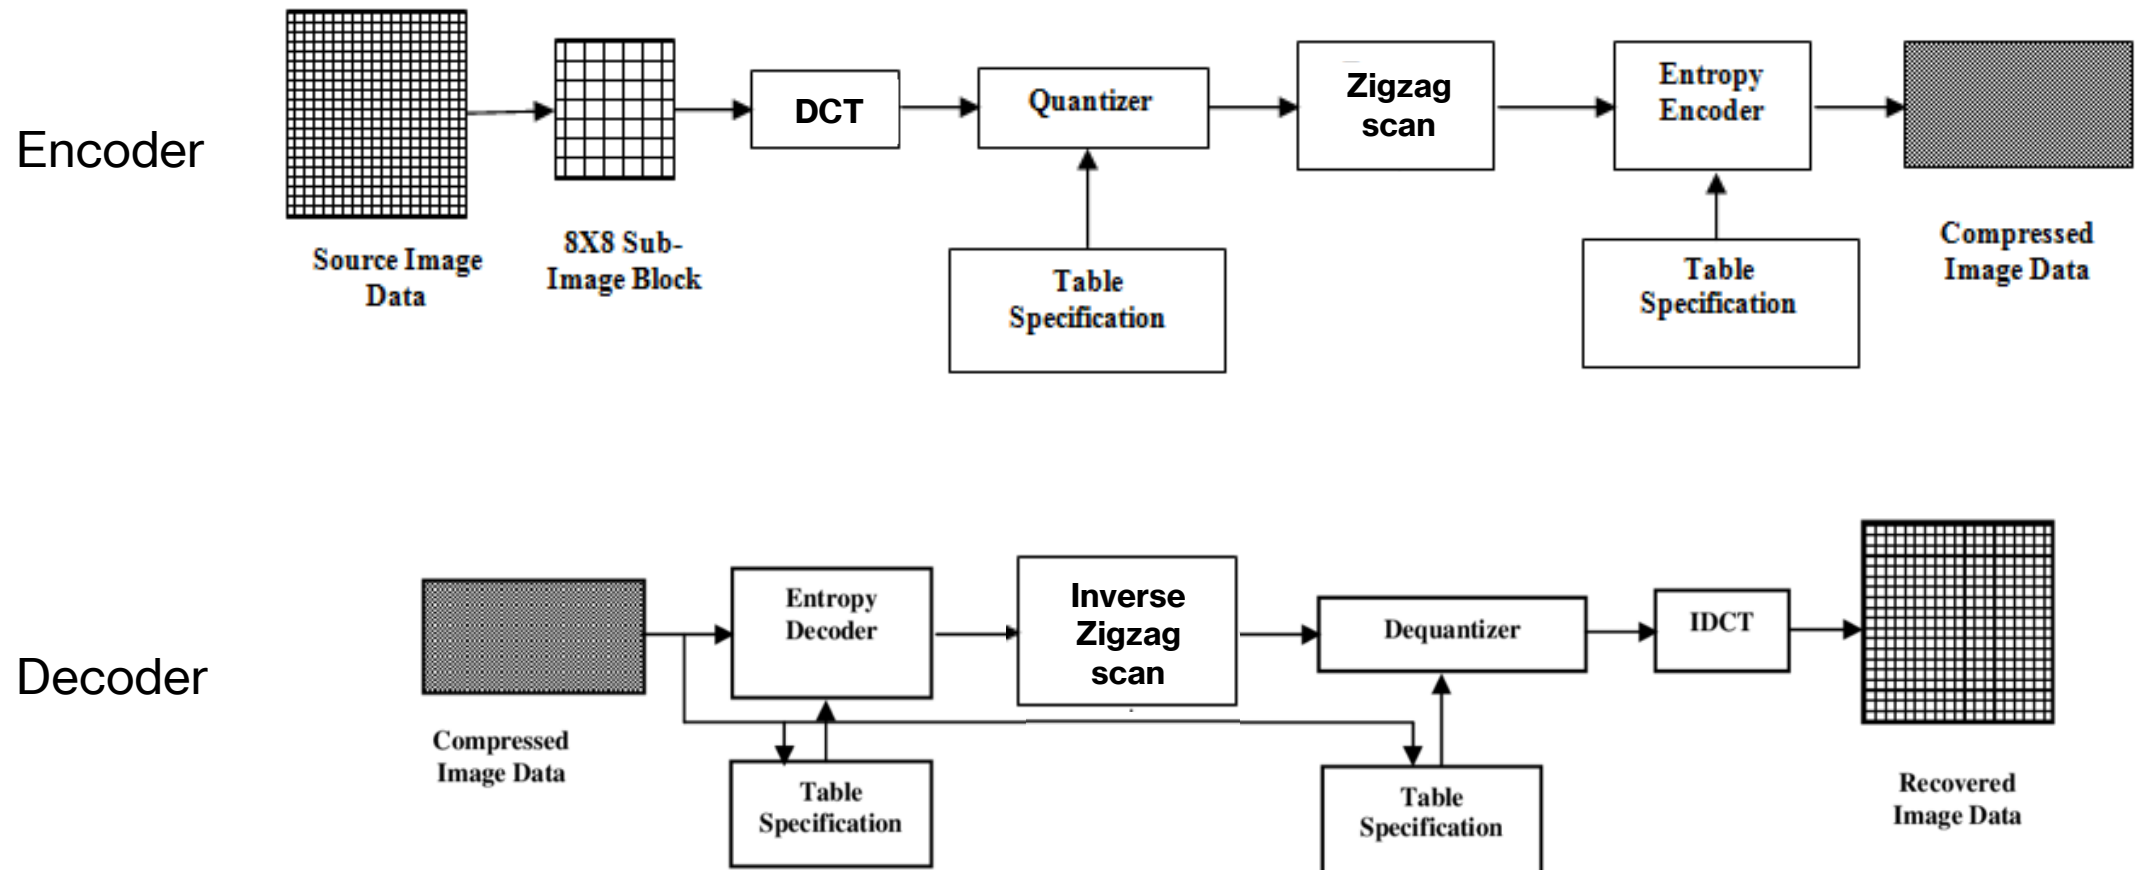 Encoder
Source Image
Data
8X8 Sub-
Image Block
DCT
Quantizer
Table
Specification
Zigzag
scan
Entropy
Encoder
Table
Specification
Compressed
Image Data
Decoder
Compressed
Image Data
Entropy
Decoder
Table
Specification
Inverse
Zigzag
scan
Dequantizer
Table
Specification
IDCT
Recovered
Image Data